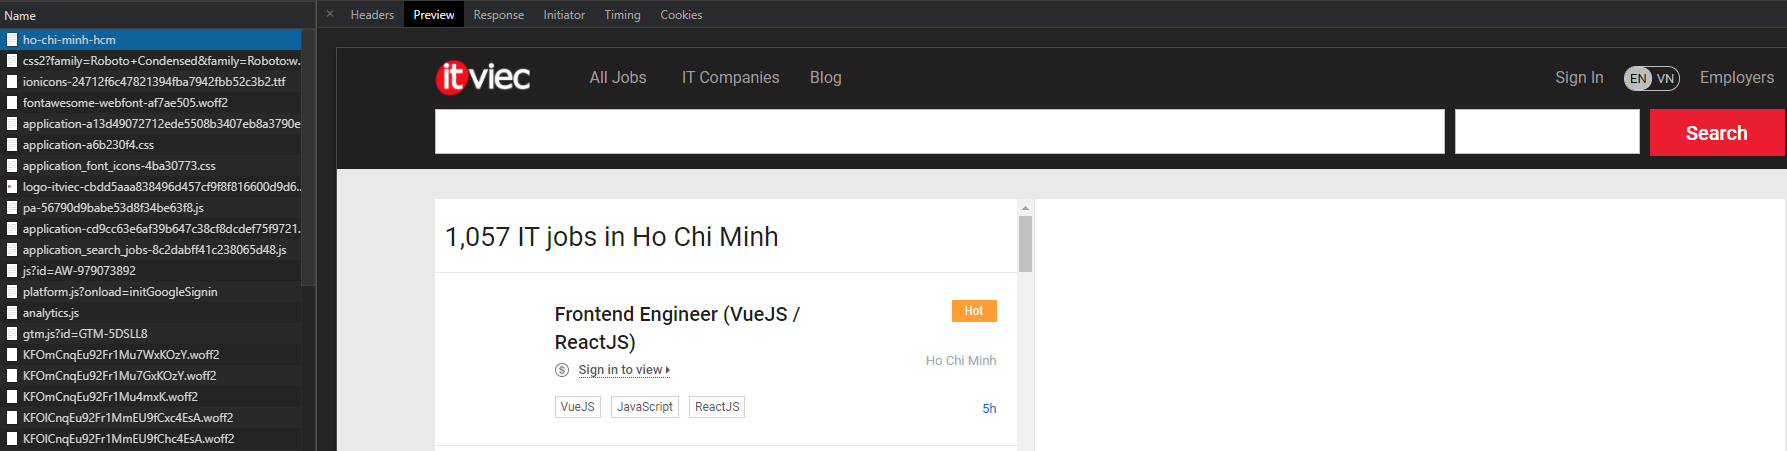 Name
ho-chi-minh-hcm
css2?family=Roboto+Condensed&family=Roboto:w...
ionicons-24712f6c47821394fba7942fbb52c3b2.ttf
fontawesome-webfont-af7ae505.woff2
application-a13d49072712ede5508b3407eb8a3790e
application-a6b230f4.css
application_font_icons-4ba30773.css
logo-itviec-cbdd5aaa838496d457cf9f8f816600d9d6...
pa-56790d9babe53d8f34be63f8.js
application-cd9cc63e6af39b647c38cf8dcdef75f9721...
application_search_jobs-8c2dabff41c238065d48.js
js?id=AW-979073892
platform.js?onload=initGoogleSignin
analytics.js
gtm.js?id=GTM-5DSLL8
KFOmCnqEu92Fr1Mu7WxKOzY.woff2
KFOmCnqEu92Fr1Mu7GxKOzY.woff2
KFOmCnqEu92Fr1Mu4mxK.woff2
KFOlCnqEu92Fr1MmEU9fCxc4EsA.woff2
KFOlCnqEu92Fr1MmEU9fChc4EsA.woff2
× Headers Preview Response Initiator Timing Cookies
itviec All Jobs IT Companies Blog Sign In EN VN Employers
Search
1,057 IT jobs in Ho Chi Minh
Frontend Engineer (VueJS / Hot
ReactJS)
Ho Chi Minh
$ Sign in to view
VueJS JavaScript ReactJS 5h